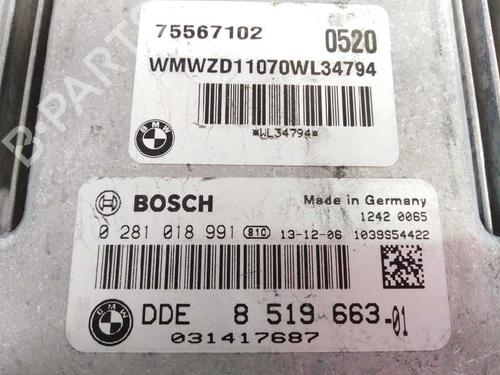 75567102 0520
WMWZD11070WL34794
BMW
*WL34794*
BOSCH
Made in Germany
1242 0065
0 281 018 991 810 13-12-06 1039S54422
BMW
DDE 8 519 663-01
031417687
B-PARTS